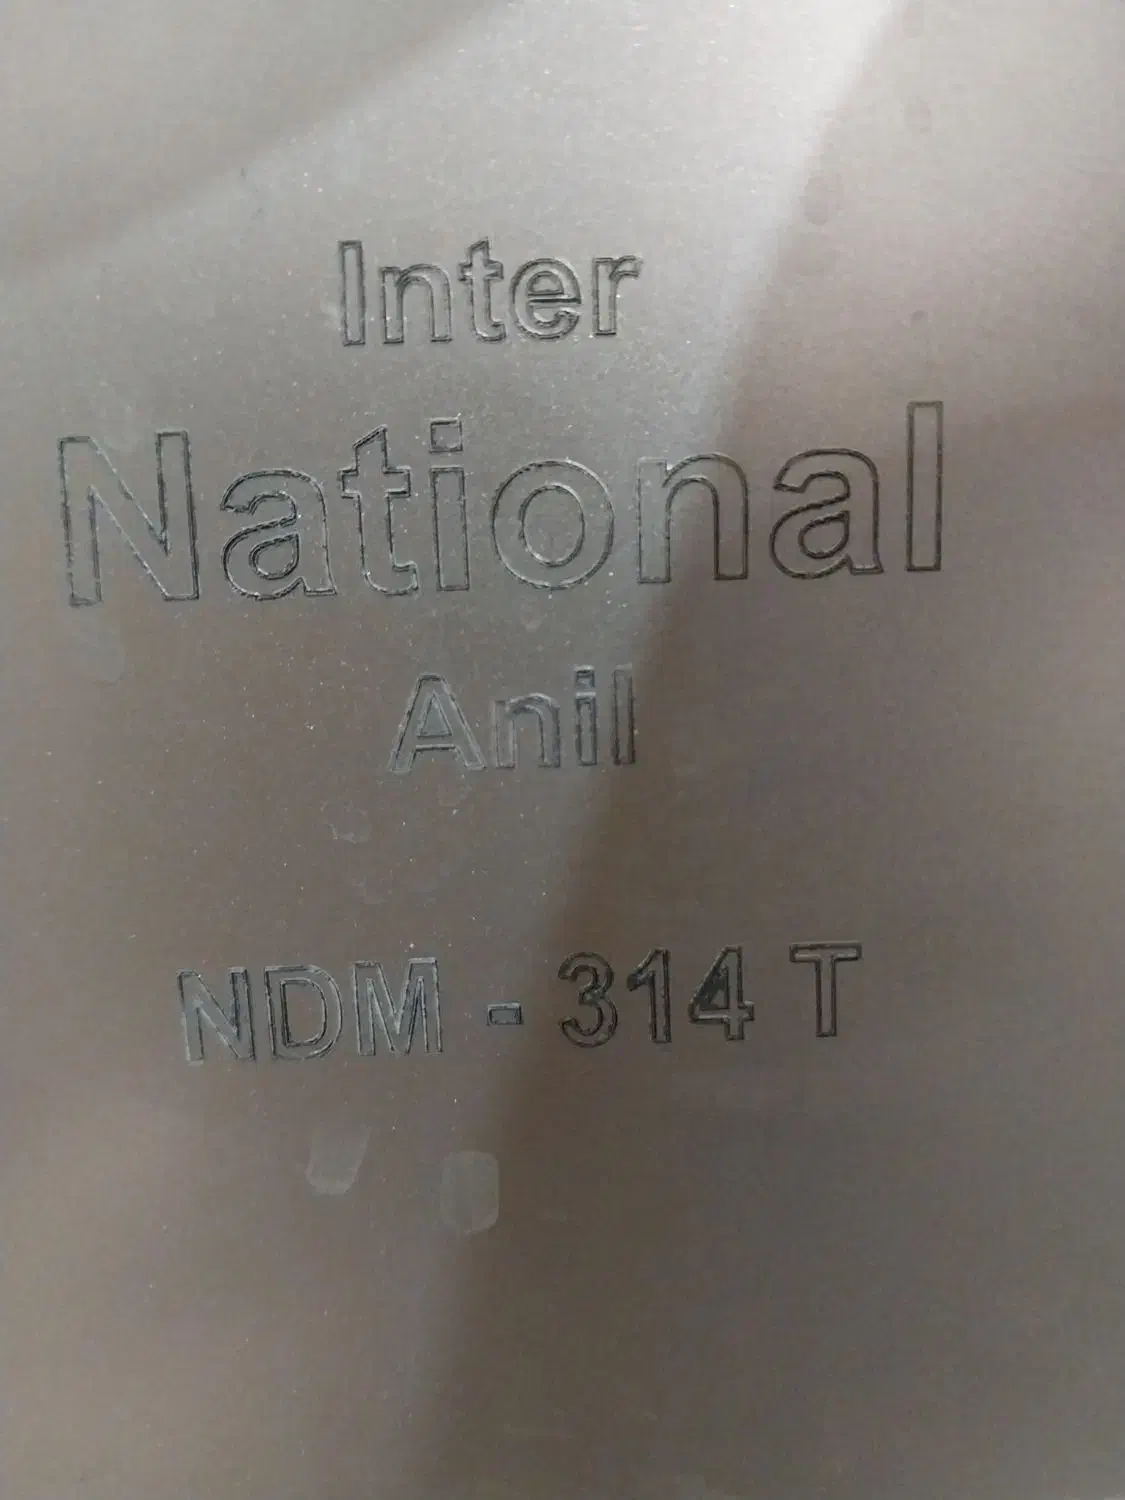 Inter
National
Anil
NDM - 314 T